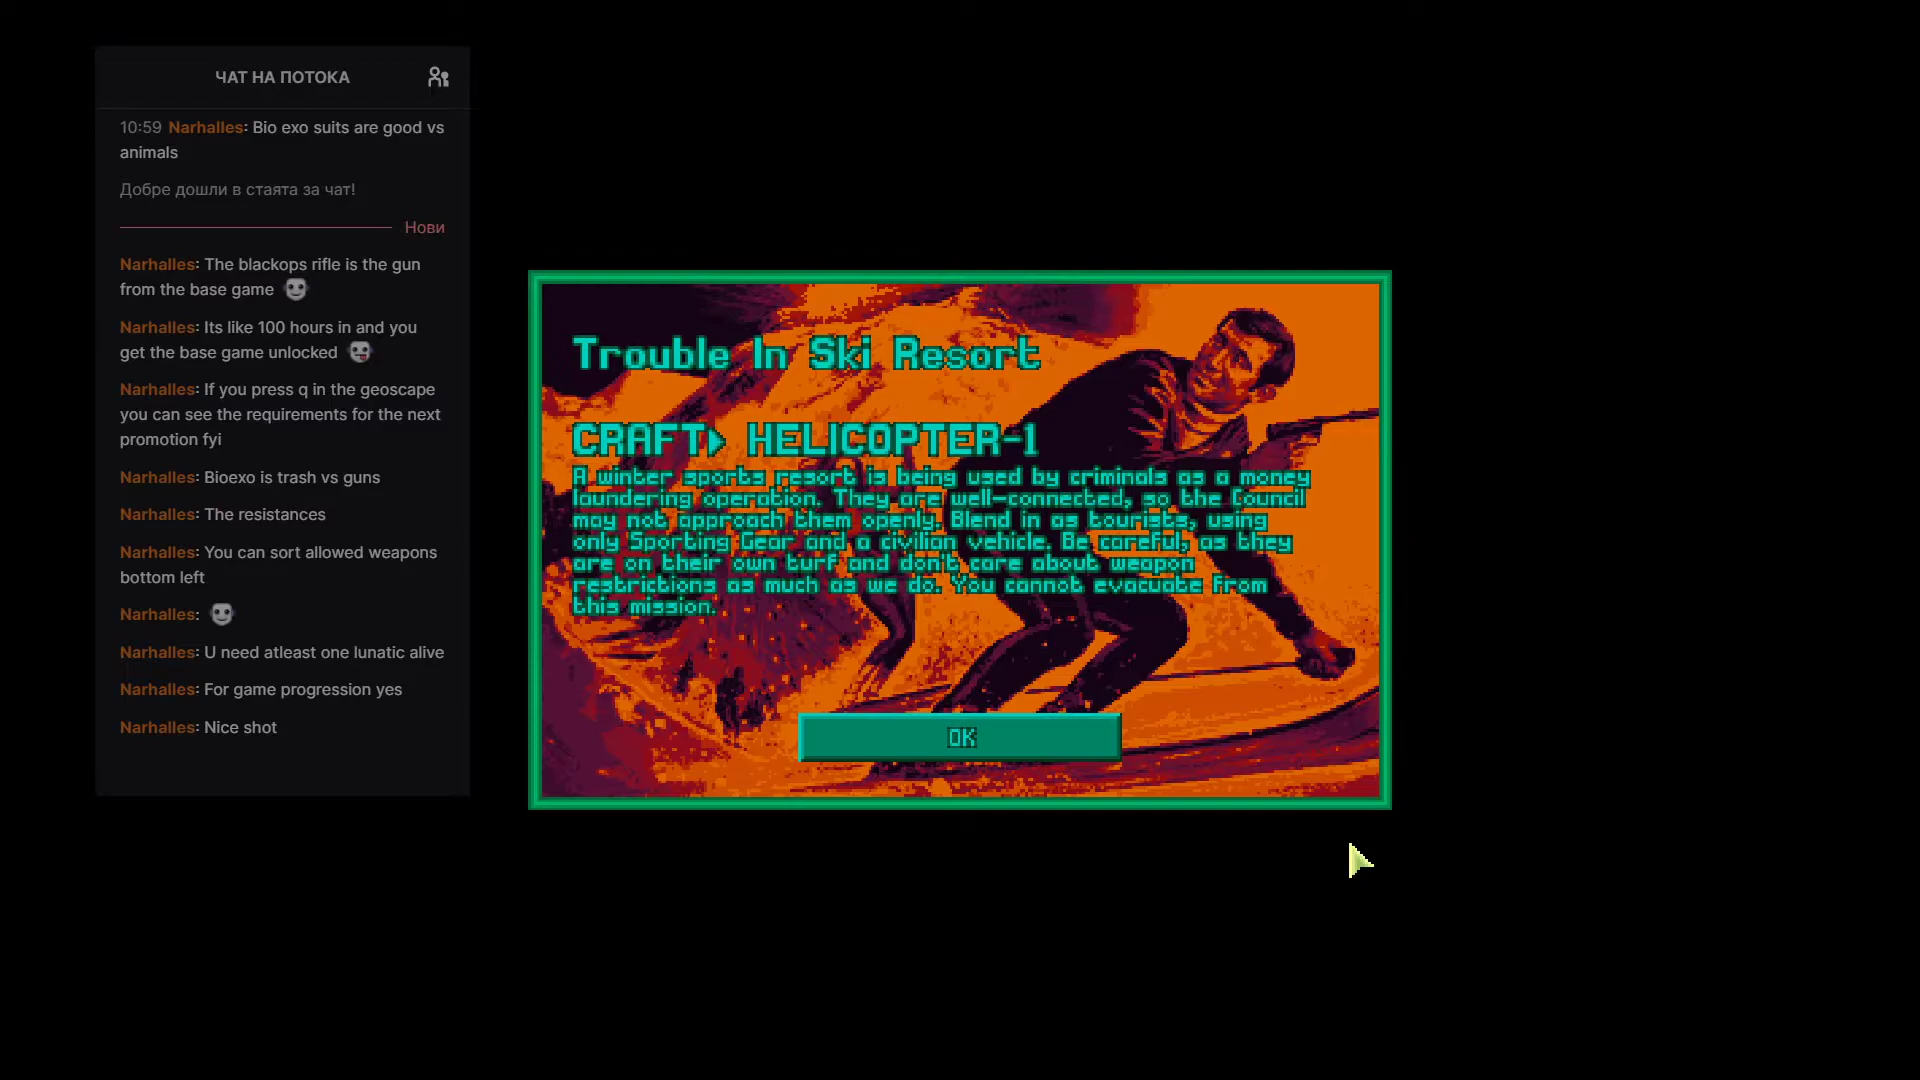 ЧАТ НА ПОТОКА
10:59 Narhalles: Bio exo suits are good vs
animals
Добре дошли в стаята за чат!
Нови
Narhalles: The blackops rifle is the gun
from the base game
Narhalles: Its like 100 hours in and you
get the base game unlocked
Narhalles: If you press q in the geoscape
you can see the requirements for the next
promotion fyi
Narhalles: Bioexo is trash vs guns
Narhalles: The resistances
Narhalles: You can sort allowed weapons
bottom left
Narhalles:
Narhalles: U need atleast one lunatic alive
Narhalles: For game progression yes
Narhalles: Nice shot
Trouble In Ski Resort
CRAFT> HELICOPTER-1
A winter sports resort is being used by criminals as a money
laundering operation. They are well-connected, so the Council
may not approach them openly. Blend in as tourists, using
only Sporting Gear and a civilian vehicle. Be careful, as they
are on their own turf and don't care about weapon
restrictions as much as we do. You cannot evacuate from
this mission.
OK